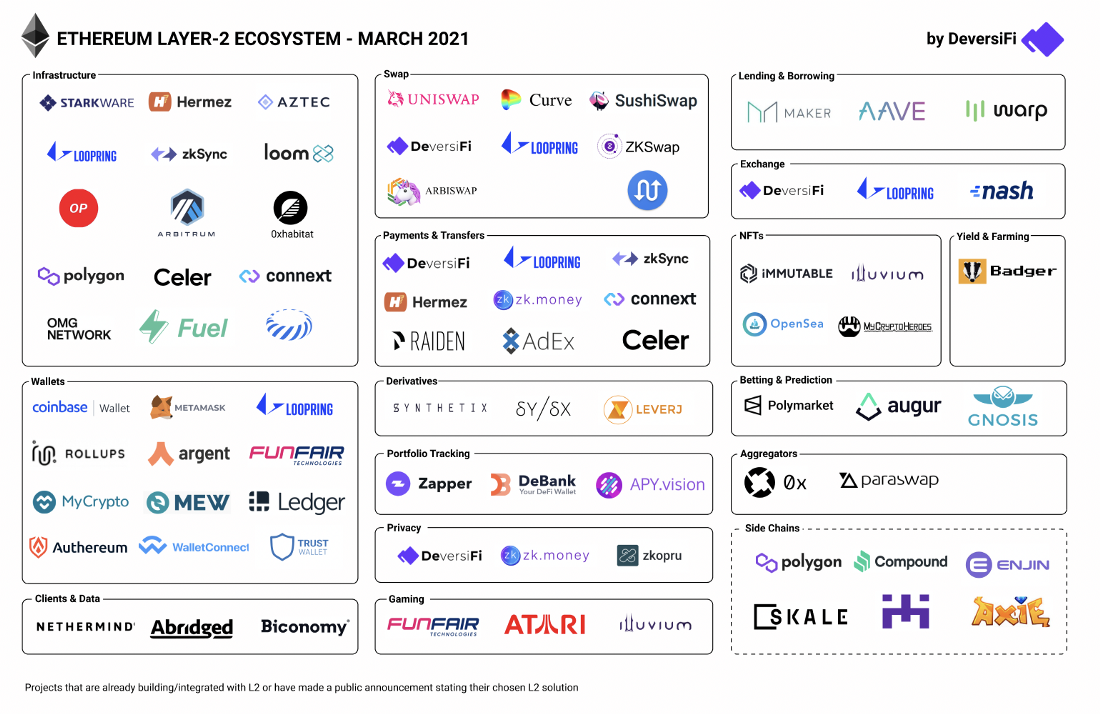 ETHEREUM LAYER-2 ECOSYSTEM - MARCH 2021
by DeversiFi
Infrastructure
STARKWARE
Hermez
AZTEC
LOOPRING
zkSync
loom
OP
ARBITRUM
0xhabitat
polygon
Celer
connext
OMG
NETWORK
Fuel
Swap
UNISWAP
Curve
SushiSwap
DeversiFi
LOOPRING
ZKSwap
ARBISWAP
Lending & Borrowing
MAKER
AAVE
warp
Exchange
DeversiFi
LOOPRING
nash
Payments & Transfers
DeversiFi
LOOPRING
zkSync
Hermez
zk zk.money
connext
RAIDEN
AdEx
Celer
NFTs
iMMUTABLE
illuvium
OpenSea
MyCryptoHeroes
Yield & Farming
Badger
Wallets
coinbase | Wallet
METAMASK
LOOPRING
ROLLUPS
argent
FUNFAIR
TECHNOLOGIES
MyCrypto
MEW
Ledger
Authereum
WalletConnect
TRUST
WALLET
Derivatives
SYNTHETIX
δY/δX
LEVERJ
Betting & Prediction
Polymarket
augur
GNOSIS
Portfolio Tracking
Zapper
DeBank
Your DeFi Wallet
APY.vision
Aggregators
0x
paraswap
Privacy
DeversiFi
zk zk.money
zkopru
Side Chains
polygon
Compound
ENJIN
SKALE
AXIE
Clients & Data
NETHERMIND
Abridged
Biconomy
Gaming
FUNFAIR
TECHNOLOGIES
ATARI
illuvium
Projects that are already building/integrated with L2 or have made a public announcement stating their chosen L2 solution